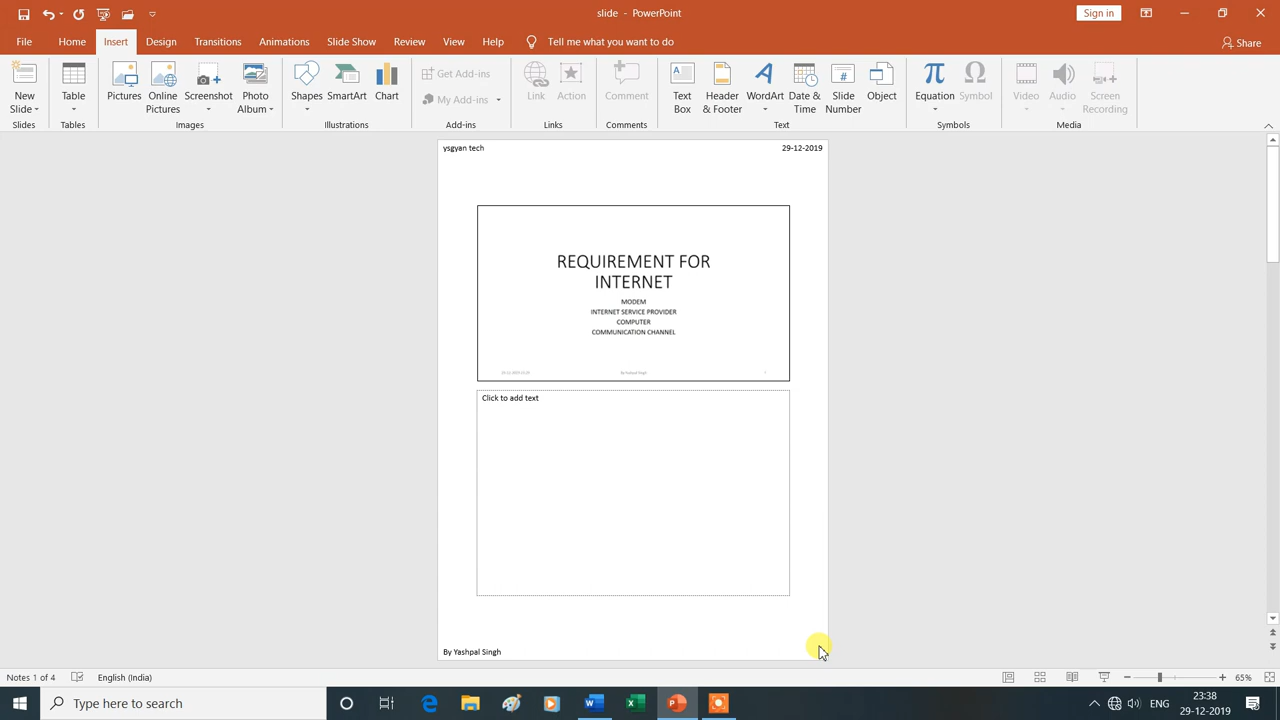 slide - PowerPoint
Sign in
File Home Insert Design Transitions Animations Slide Show Review View Help Tell me what you want to do Share
New Slide
Table
Pictures
Online Pictures
Screenshot
Photo Album
Shapes
SmartArt
Chart
Get Add-ins
My Add-ins
Link
Action
Comment
Text Box
Header & Footer
WordArt
Date & Time
Slide Number
Object
Equation
Symbol
Video
Audio
Screen Recording
Slides Tables Images Illustrations Add-ins Links Comments Text Symbols Media
ysgyan tech 29-12-2019
REQUIREMENT FOR
INTERNET
MODEM
INTERNET SERVICE PROVIDER
COMPUTER
COMMUNICATION CHANNEL
By Yashpal Singh
Click to add text
By Yashpal Singh
Notes 1 of 4 English (India) 65%
Type here to search
ENG
23:38
29-12-2019